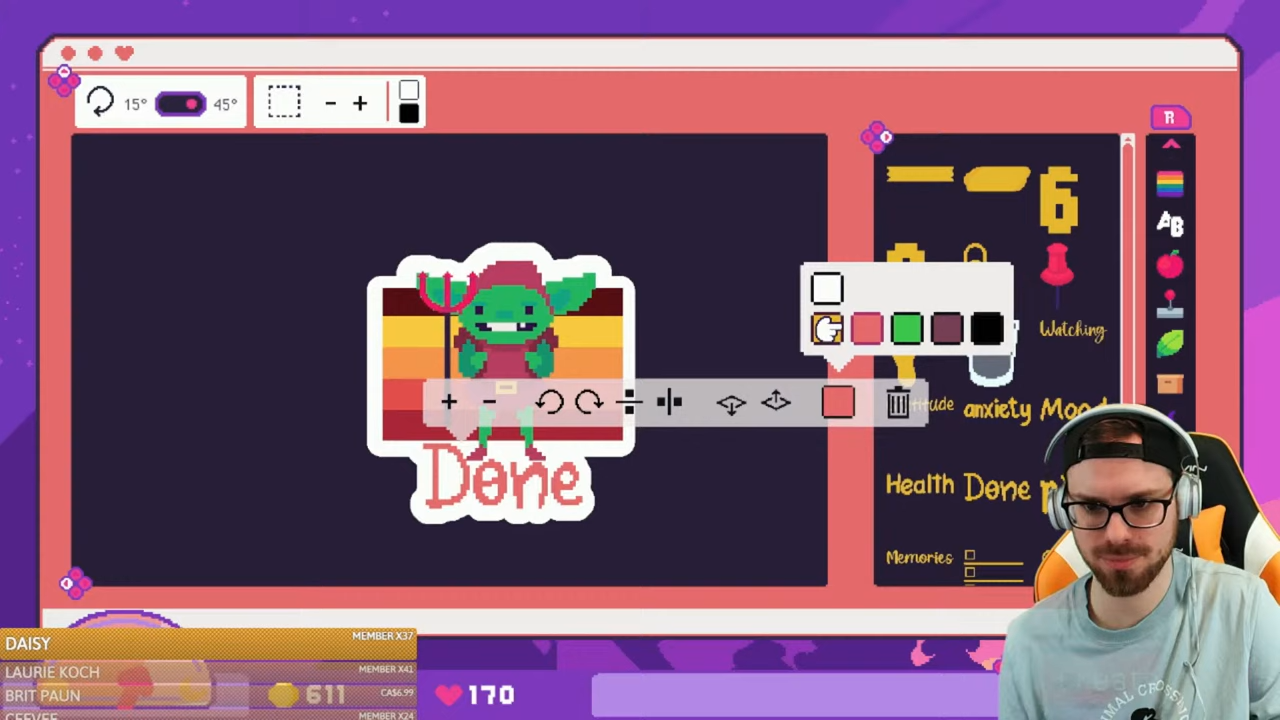 15° 45°
- +
R
AB
6
Watching
anxiety Mood
Health Done
Memories
Done
DAISY MEMBER X37
LAURIE KOCH MEMBER X41
BRIT PAUN CA$6.99
MEMBER X24
611
170